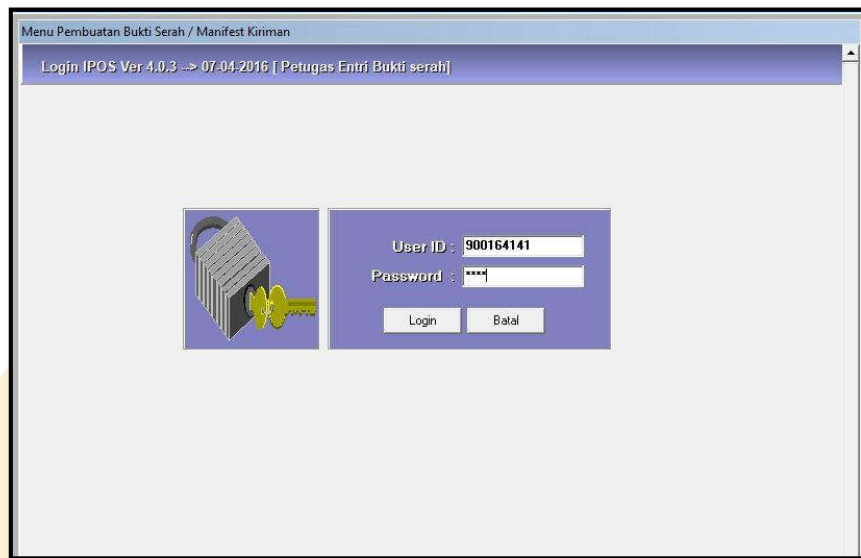 Menu Pembuatan Bukti Serah / Manifest Kiriman
Login IPOS Ver 4.0.3 --> 07-04-2016 [ Petugas Entri Bukti serah]
User ID : 900164141
Password : ****
Login Batal